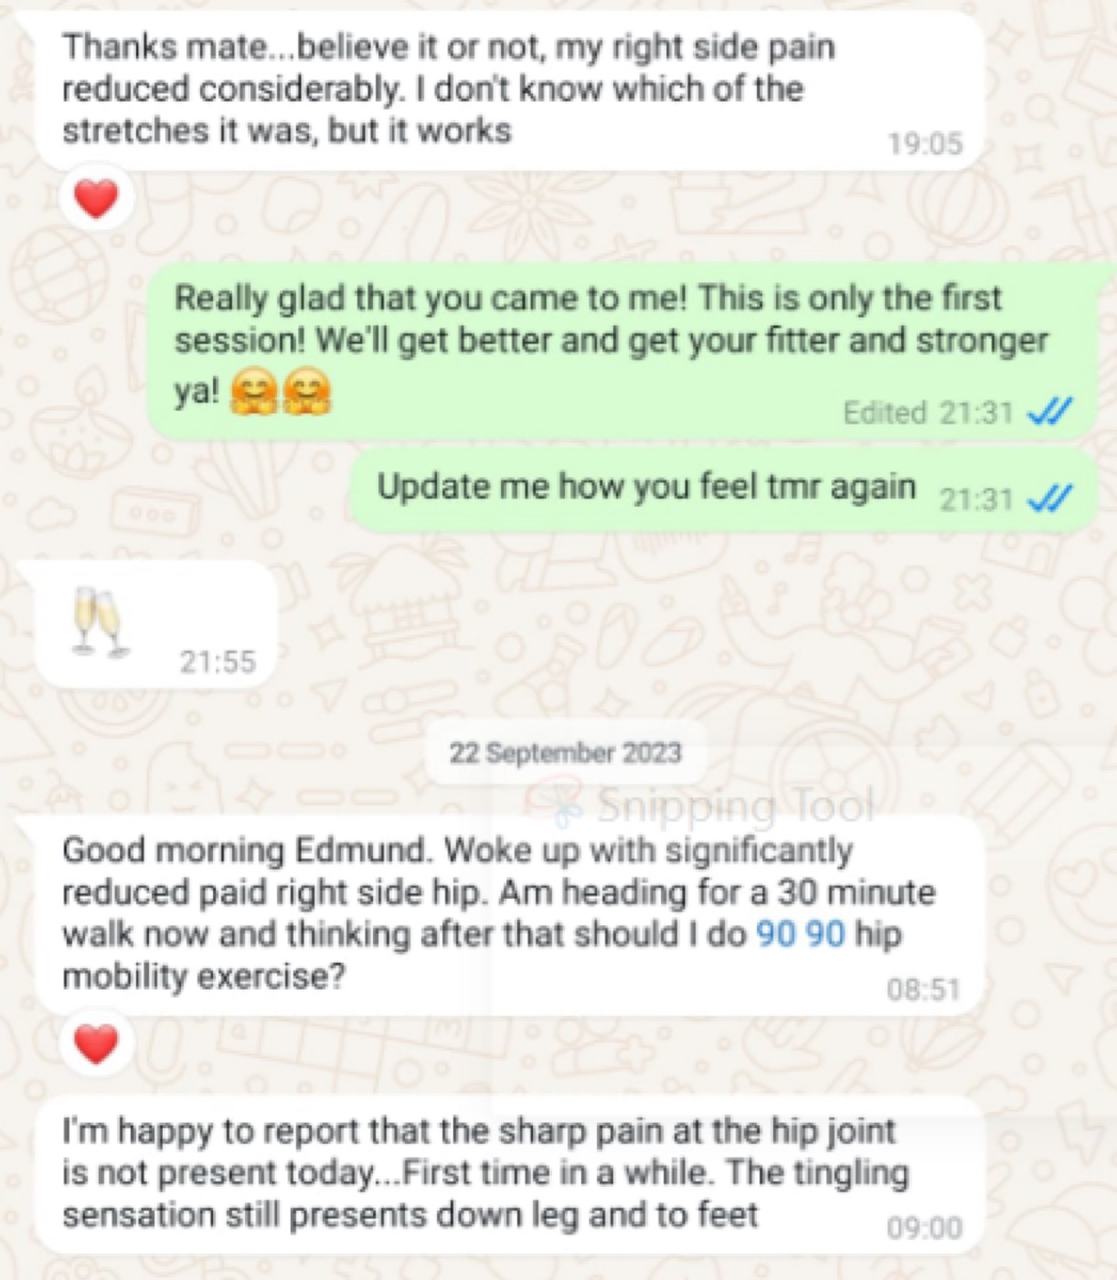 Thanks mate...believe it or not, my right side pain
reduced considerably. I don't know which of the
stretches it was, but it works
19:05
Really glad that you came to me! This is only the first
session! We'll get better and get your fitter and stronger
ya! 🤗🤗
Edited 21:31
Update me how you feel tmr again
21:31
🥂
21:55
22 September 2023
Snipping Tool
Good morning Edmund. Woke up with significantly
reduced paid right side hip. Am heading for a 30 minute
walk now and thinking after that should I do 90 90 hip
mobility exercise?
08:51
I'm happy to report that the sharp pain at the hip joint
is not present today...First time in a while. The tingling
sensation still presents down leg and to feet
09:00